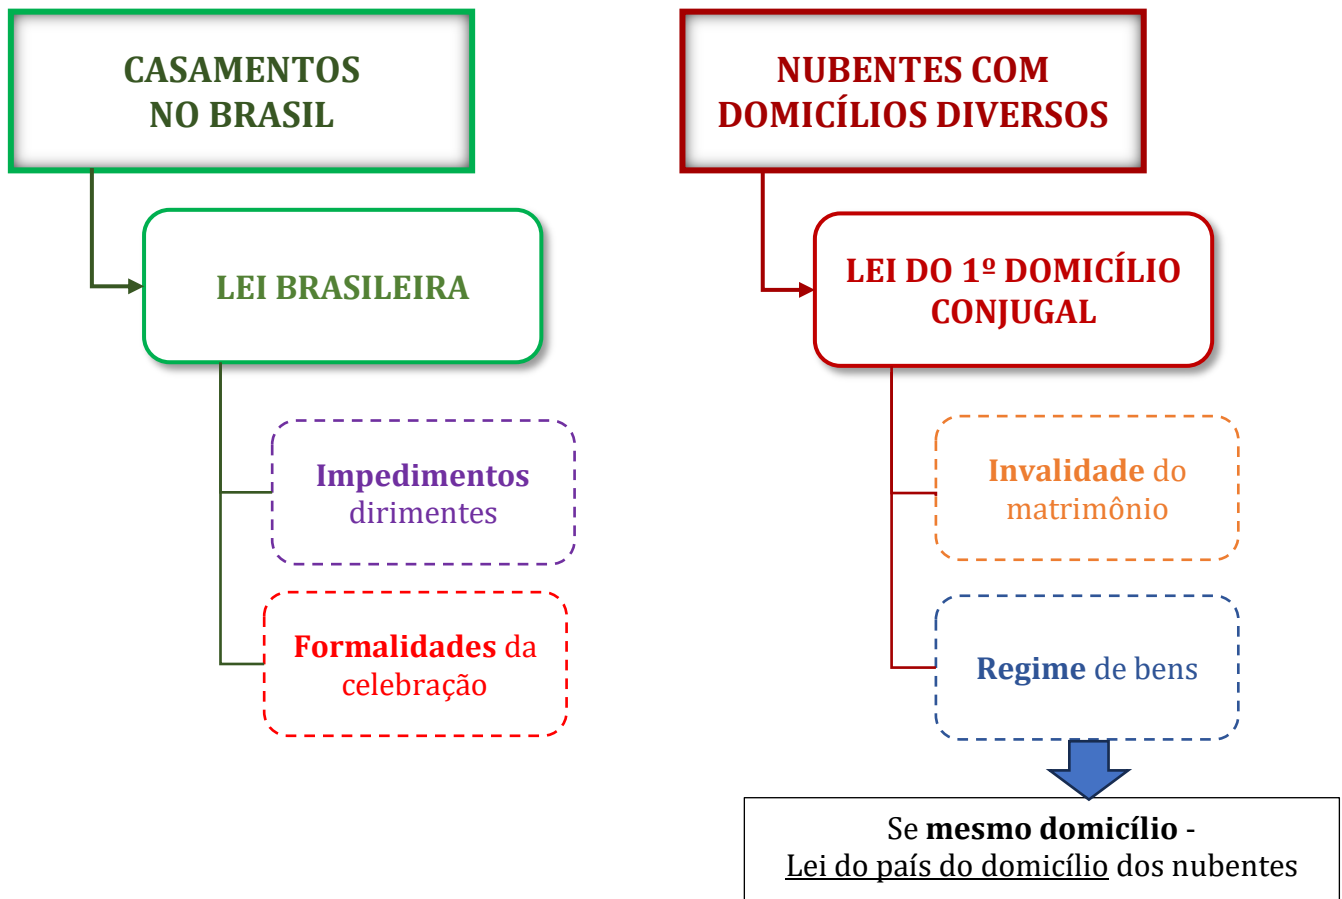 CASAMENTOS
NO BRASIL
LEI BRASILEIRA
Impedimentos
dirimentes
Formalidades da
celebração
NUBENTES COM
DOMICÍLIOS DIVERSOS
LEI DO 1º DOMICÍLIO
CONJUGAL
Invalidade do
matrimônio
Regime de bens
Se mesmo domicílio -
Lei do país do domicílio dos nubentes